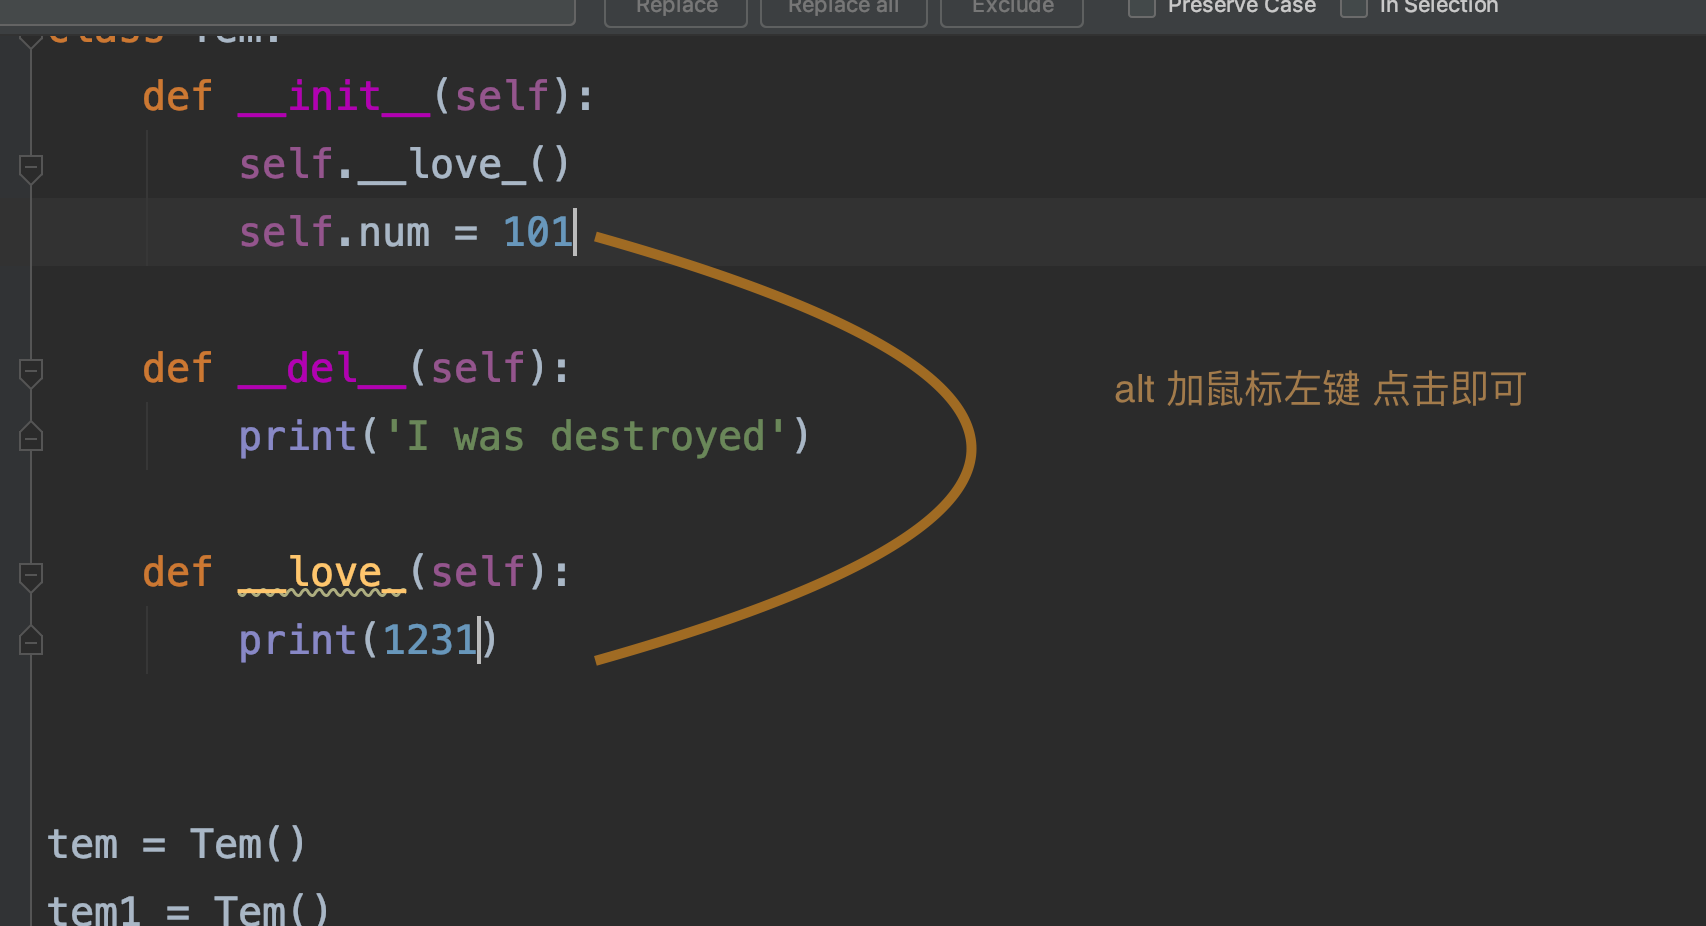 Replace Replace all Exclude Preserve Case In Selection
class Tem:
def __init__(self):
self.__love_()
self.num = 101
def __del__(self):
alt 加鼠标左键 点击即可
print('I was destroyed')
def __love_(self):
print(1231)
tem = Tem()
tem1 = Tem()